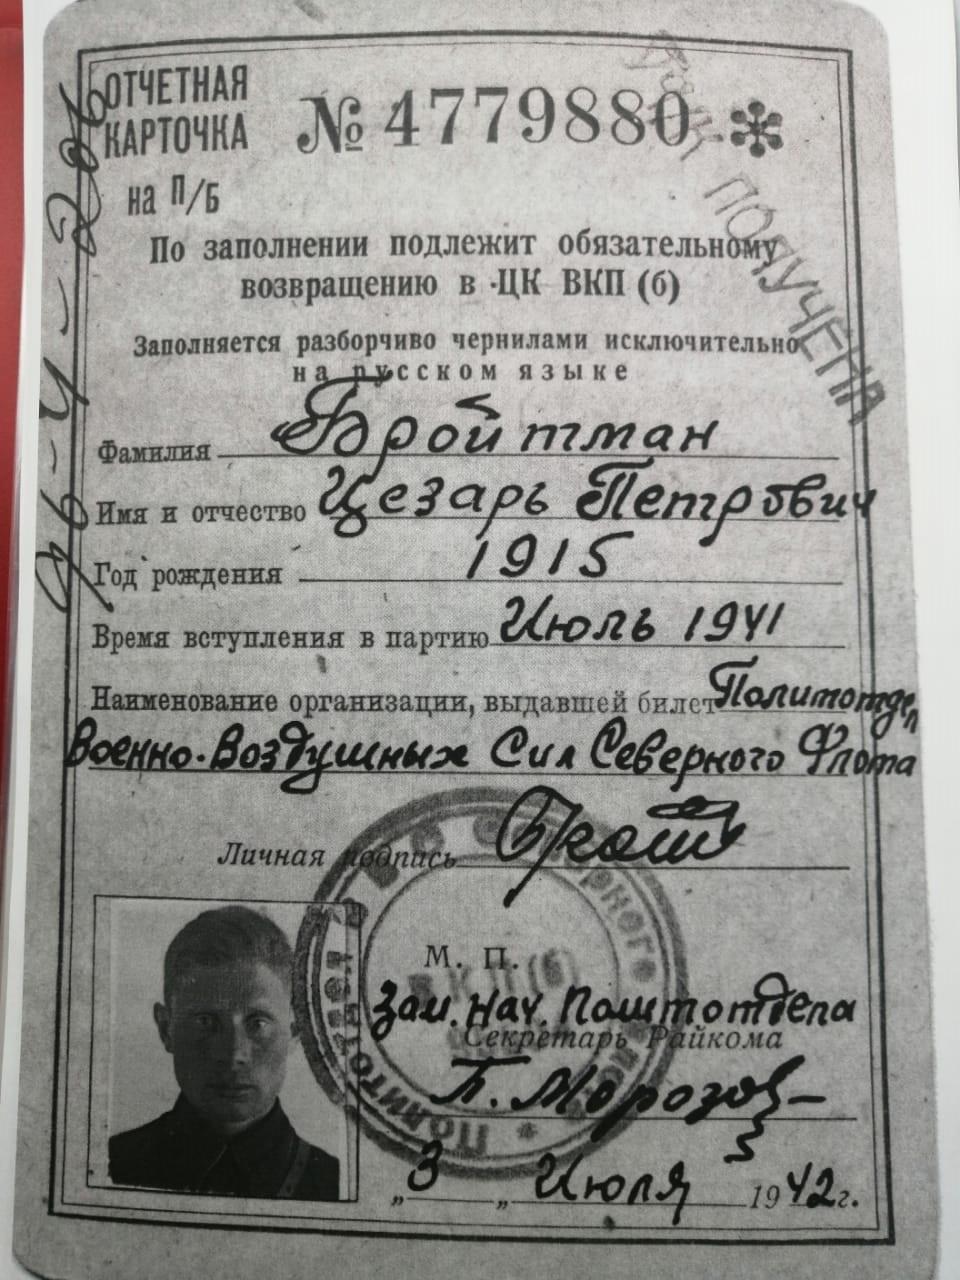 ОТЧЕТНАЯ
КАРТОЧКА
№ 4779880 *
на П/Б
ПОЛУЧЕНА
По заполнении подлежит обязательному
возвращению в ЦК ВКП (б)
Заполняется разборчиво чернилами исключительно
на русском языке
Фамилия Бройтман
Имя и отчество Цезарь Петрович
Год рождения 1915
Время вступления в партию Июль 1941
Наименование организации, выдавшей билет Политотдел
Военно-Воздушных Сил Северного Флота
Личная подпись
М. П.
Зам. нач. Политотдела
Секретарь Райкома
П. Морозов
„3„ Июля 1942г.